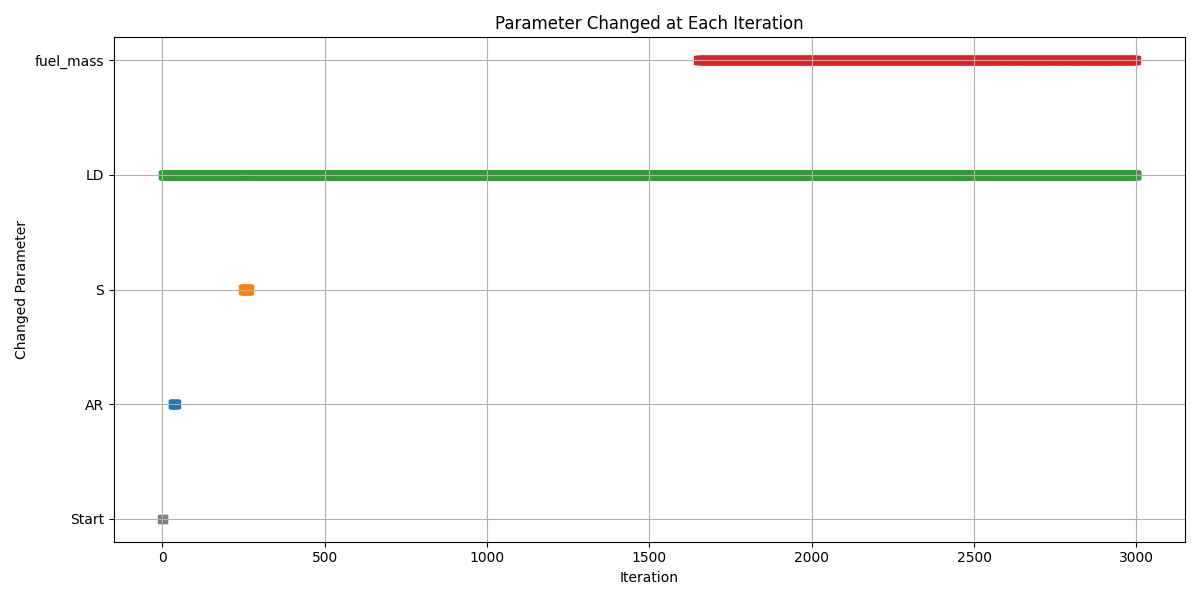 Parameter Changed at Each Iteration
fuel_mass
LD
S
AR
Start
Changed Parameter
0 500 1000 1500 2000 2500 3000
Iteration